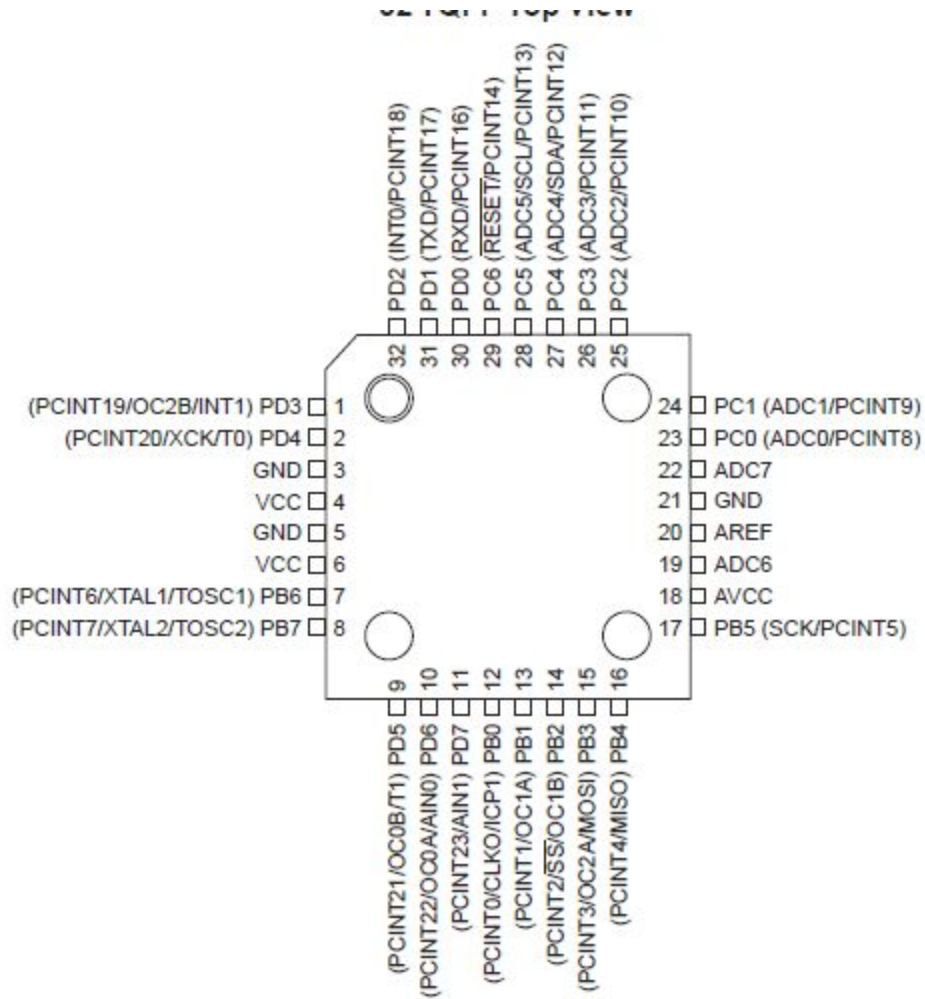 32 TQFP Top View
PD2 (INT0/PCINT18)
PD1 (TXD/PCINT17)
PD0 (RXD/PCINT16)
PC6 (RESET/PCINT14)
PC5 (ADC5/SCL/PCINT13)
PC4 (ADC4/SDA/PCINT12)
PC3 (ADC3/PCINT11)
PC2 (ADC2/PCINT10)
32 31 30 29 28 27 26 25
(PCINT19/OC2B/INT1) PD3 1
(PCINT20/XCK/T0) PD4 2
GND 3
VCC 4
GND 5
VCC 6
(PCINT6/XTAL1/TOSC1) PB6 7
(PCINT7/XTAL2/TOSC2) PB7 8
24 PC1 (ADC1/PCINT9)
23 PC0 (ADC0/PCINT8)
22 ADC7
21 GND
20 AREF
19 ADC6
18 AVCC
17 PB5 (SCK/PCINT5)
9 10 11 12 13 14 15 16
(PCINT21/OC0B/T1) PD5
(PCINT22/OC0A/AIN0) PD6
(PCINT23/AIN1) PD7
(PCINT0/CLKO/ICP1) PB0
(PCINT1/OC1A) PB1
(PCINT2/SS/OC1B) PB2
(PCINT3/OC2A/MOSI) PB3
(PCINT4/MISO) PB4